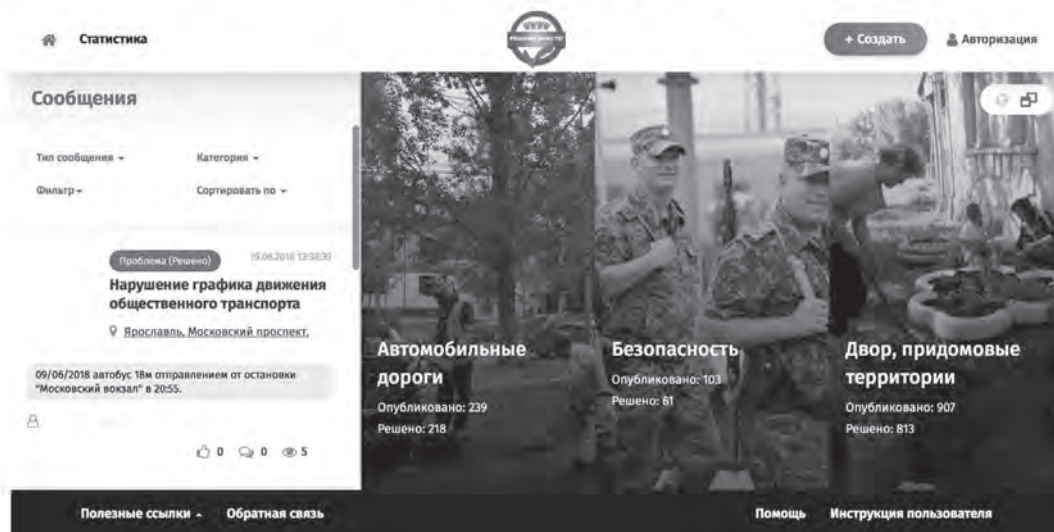 Статистика
+ Создать
Авторизация
Сообщения
Тип сообщения
Категория
Фильтр
Сортировать по
Проблема (Решено)
19.06.2018 13:38:39
Нарушение графика движения
общественного транспорта
Ярославль, Московский проспект,
09/06/2018 автобус 18м отправлением от остановки
"Московский вокзал" в 20:55.
0 0 5
Автомобильные
дороги
Опубликовано: 239
Решено: 218
Безопасность
Опубликовано: 103
Решено: 61
Двор, придомовые
территории
Опубликовано: 907
Решено: 813
Полезные ссылки
Обратная связь
Помощь
Инструкция пользователя